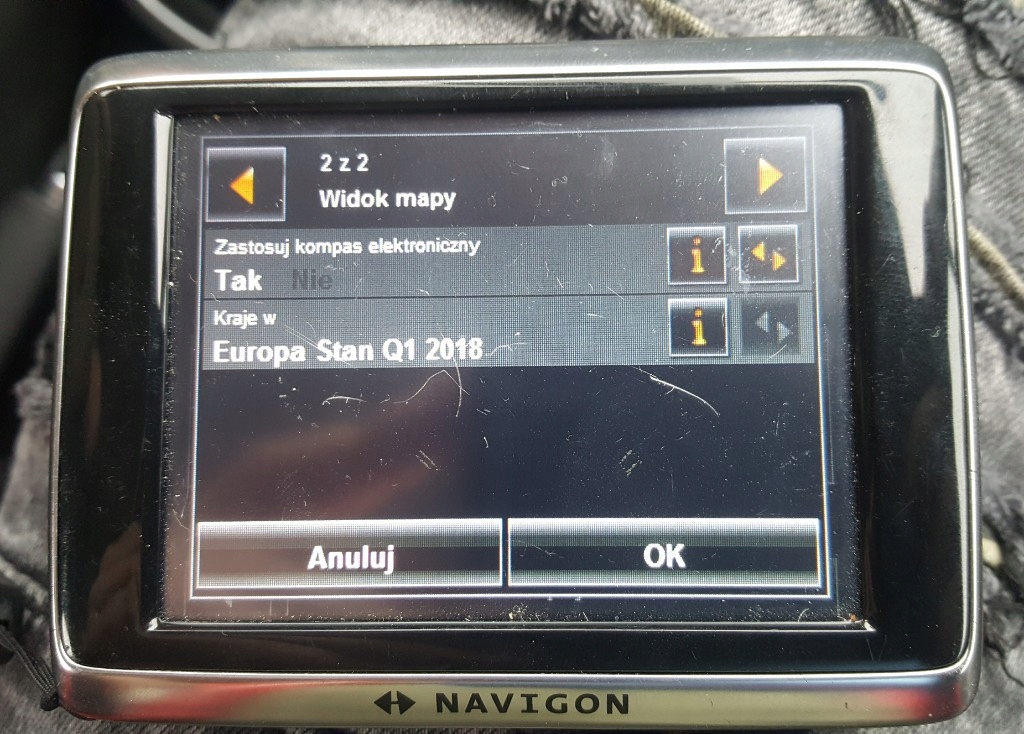 2 z 2
Widok mapy
Zastosuj kompas elektroniczny
i
Tak Nie
Kraje w
i
Europa Stan Q1 2018
Anuluj
OK
NAVIGON